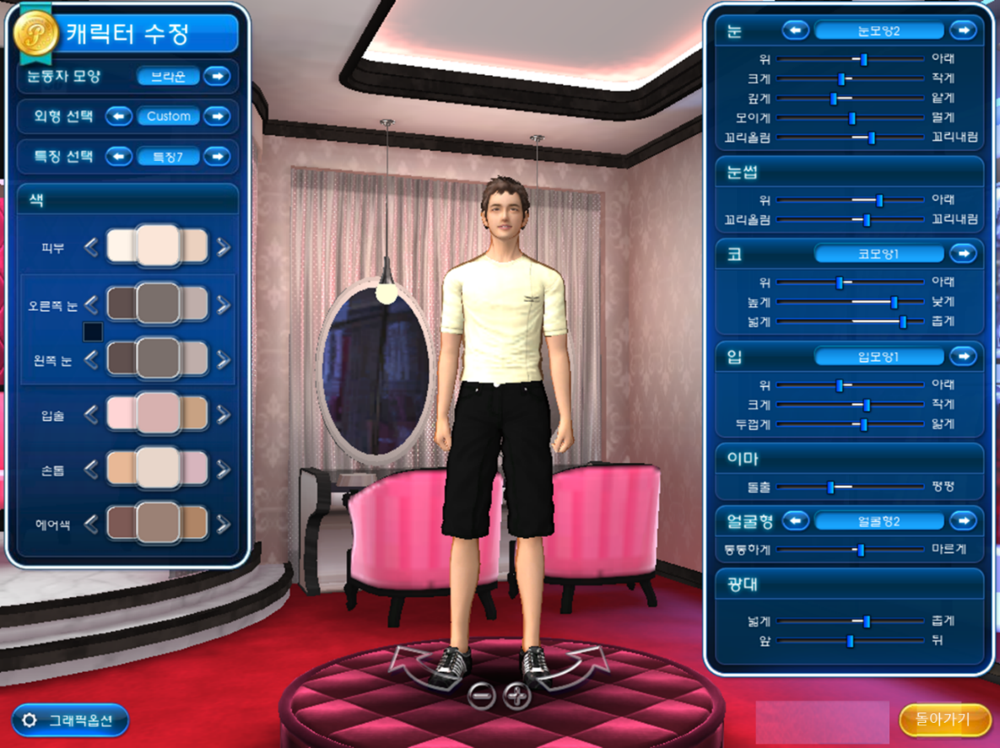 캐릭터 수정
눈동자 모양 브라운
외형 선택 Custom
특징 선택 특징7
색
피부
오른쪽 눈
왼쪽 눈
입술
손톱
헤어색
그래픽옵션
눈 눈모양2
위 아래
크게 작게
깊게 얕게
모이게 멀게
꼬리올림 꼬리내림
눈썹
위 아래
꼬리올림 꼬리내림
코 코모양1
위 아래
높게 낮게
넓게 좁게
입 입모양1
위 아래
크게 작게
두껍게 얇게
이마
돌출 평평
얼굴형 얼굴형2
통통하게 마르게
광대
넓게 좁게
앞 뒤
돌아가기